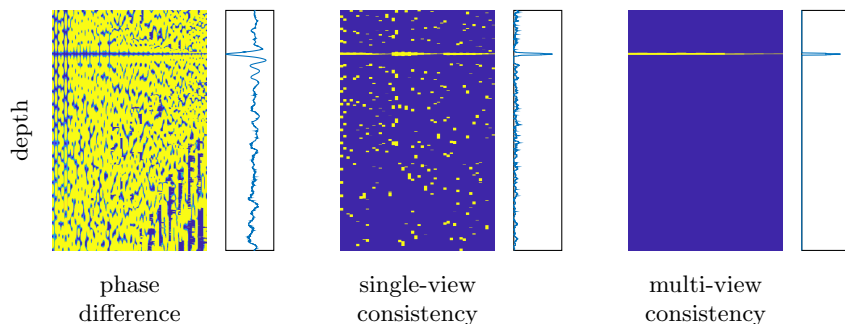 depth
phase
difference
single-view
consistency
multi-view
consistency